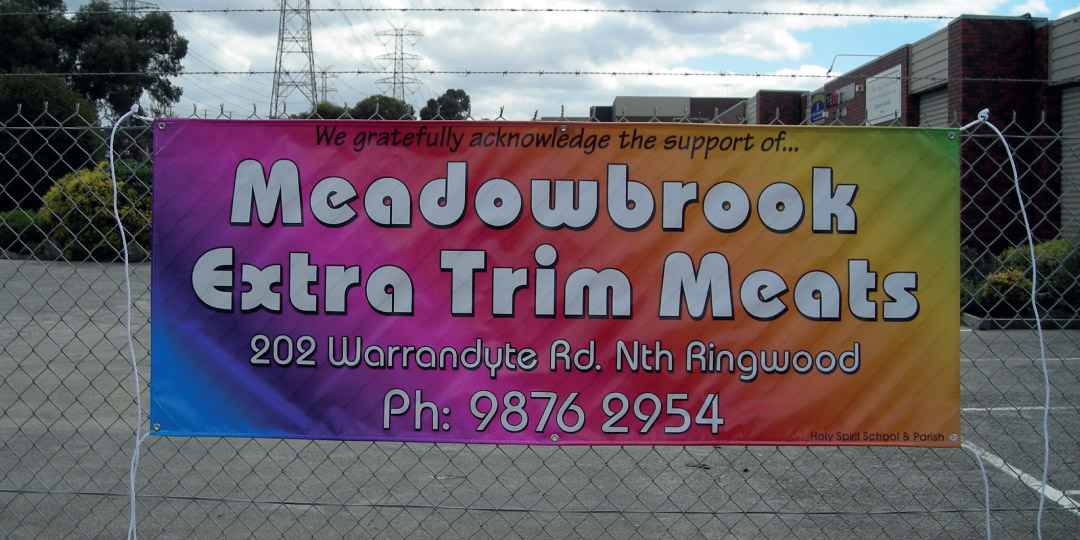 We gratefully acknowledge the support of...
Meadowbrook
Extra Trim Meats
202 Warrandyte Rd. Nth Ringwood
Ph: 9876 2954
Holy Spirit School & Parish